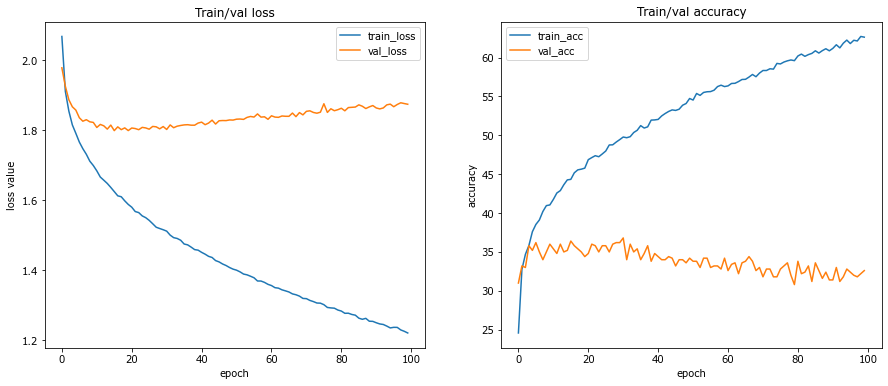 Train/val loss
train_loss
val_loss
2.0
1.8
1.6
1.4
1.2
loss value
0
20
40
60
80
100
epoch
Train/val accuracy
train_acc
val_acc
60
55
50
45
40
35
30
25
accuracy
0
20
40
60
80
100
epoch